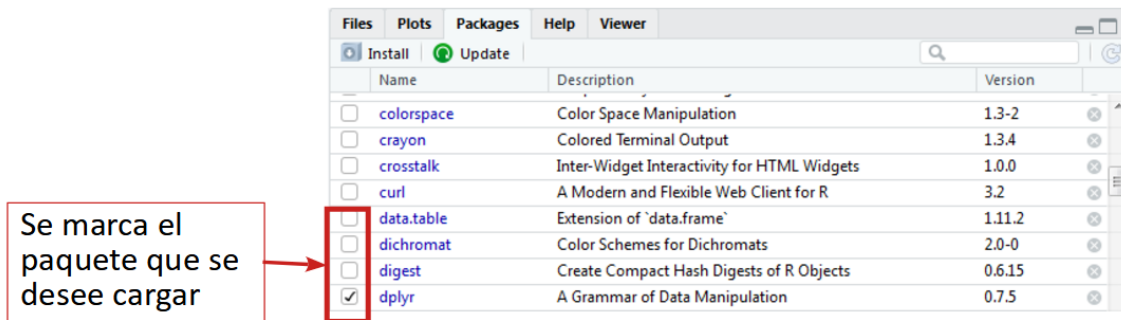 Files Plots Packages Help Viewer
Install Update
Name Description Version
colorspace Color Space Manipulation 1.3-2
crayon Colored Terminal Output 1.3.4
crosstalk Inter-Widget Interactivity for HTML Widgets 1.0.0
curl A Modern and Flexible Web Client for R 3.2
data.table Extension of `data.frame` 1.11.2
dichromat Color Schemes for Dichromats 2.0-0
digest Create Compact Hash Digests of R Objects 0.6.15
dplyr A Grammar of Data Manipulation 0.7.5
Se marca el
paquete que se
desee cargar